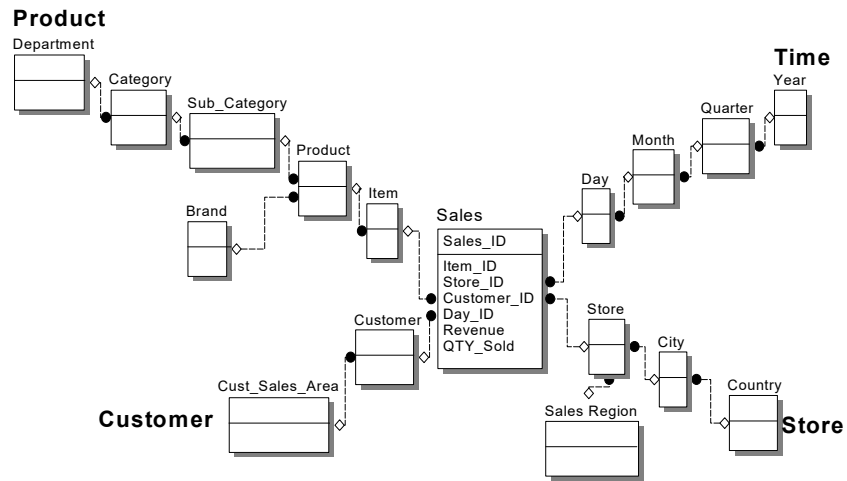 Product
Department
Time
Category
Year
Sub_Category
Quarter
Month
Product
Day
Item
Brand
Sales
Sales_ID
Item_ID
Store_ID
Customer_ID
Day_ID
Revenue
QTY_Sold
Customer
Store
City
Cust_Sales_Area
Country
Customer
Sales Region
Store